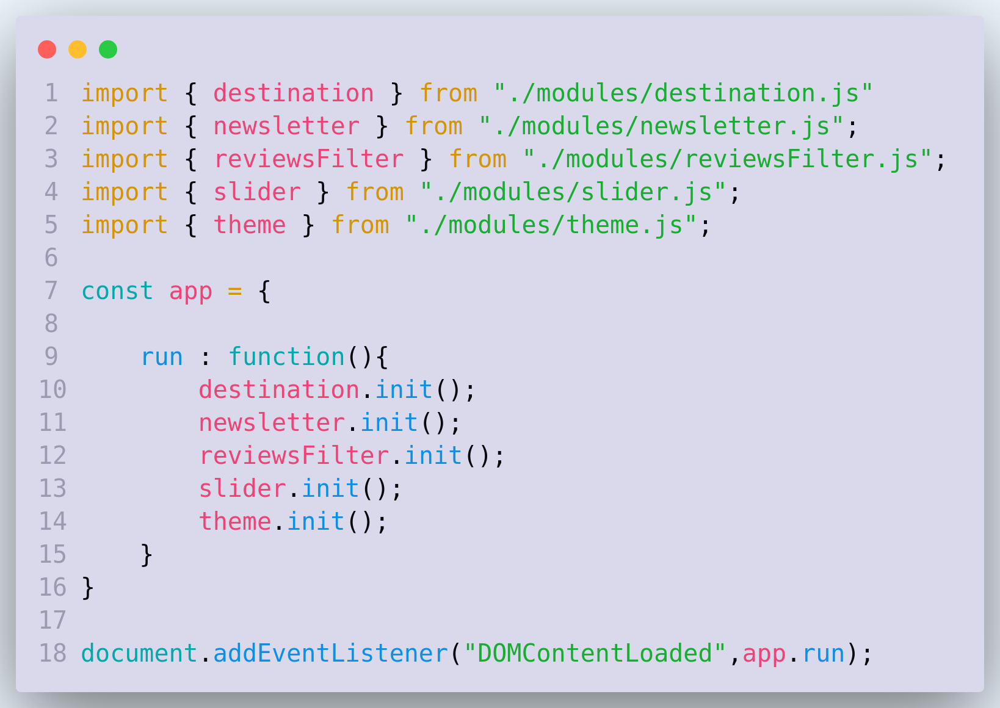 1 import { destination } from "./modules/destination.js"
2 import { newsletter } from "./modules/newsletter.js";
3 import { reviewsFilter } from "./modules/reviewsFilter.js";
4 import { slider } from "./modules/slider.js";
5 import { theme } from "./modules/theme.js";
6
7 const app = {
8
9     run : function(){
10         destination.init();
11         newsletter.init();
12         reviewsFilter.init();
13         slider.init();
14         theme.init();
15     }
16 }
17
18 document.addEventListener("DOMContentLoaded",app.run);